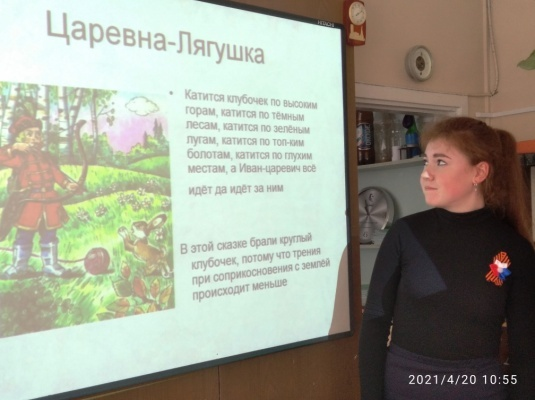 Царевна-Лягушка
• Катится клубочек по высоким
горам, катится по тёмным
лесам, катится по зелёным
лугам, катится по топ-ким
болотам, катится по глухим
местам, а Иван-царевич всё
идёт да идёт за ним
В этой сказке брали круглый
клубочек, потому что трения
при соприкосновения с землёй
происходит меньше
2021/4/20 10:55